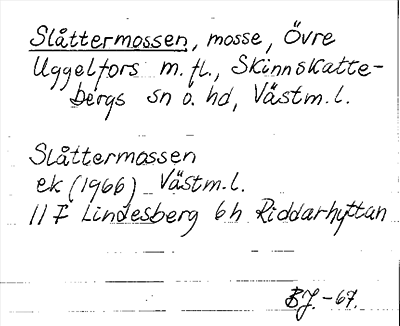 Slåttermossen, mosse, Övre
Uggelfors m. fl., Skinnskatte-
bergs sn o. hd, Västm. l.
Slåttermossen
ek (1966) Västm. l.
11 F Lindesberg 6h Riddarhyttan
BJ. -67.